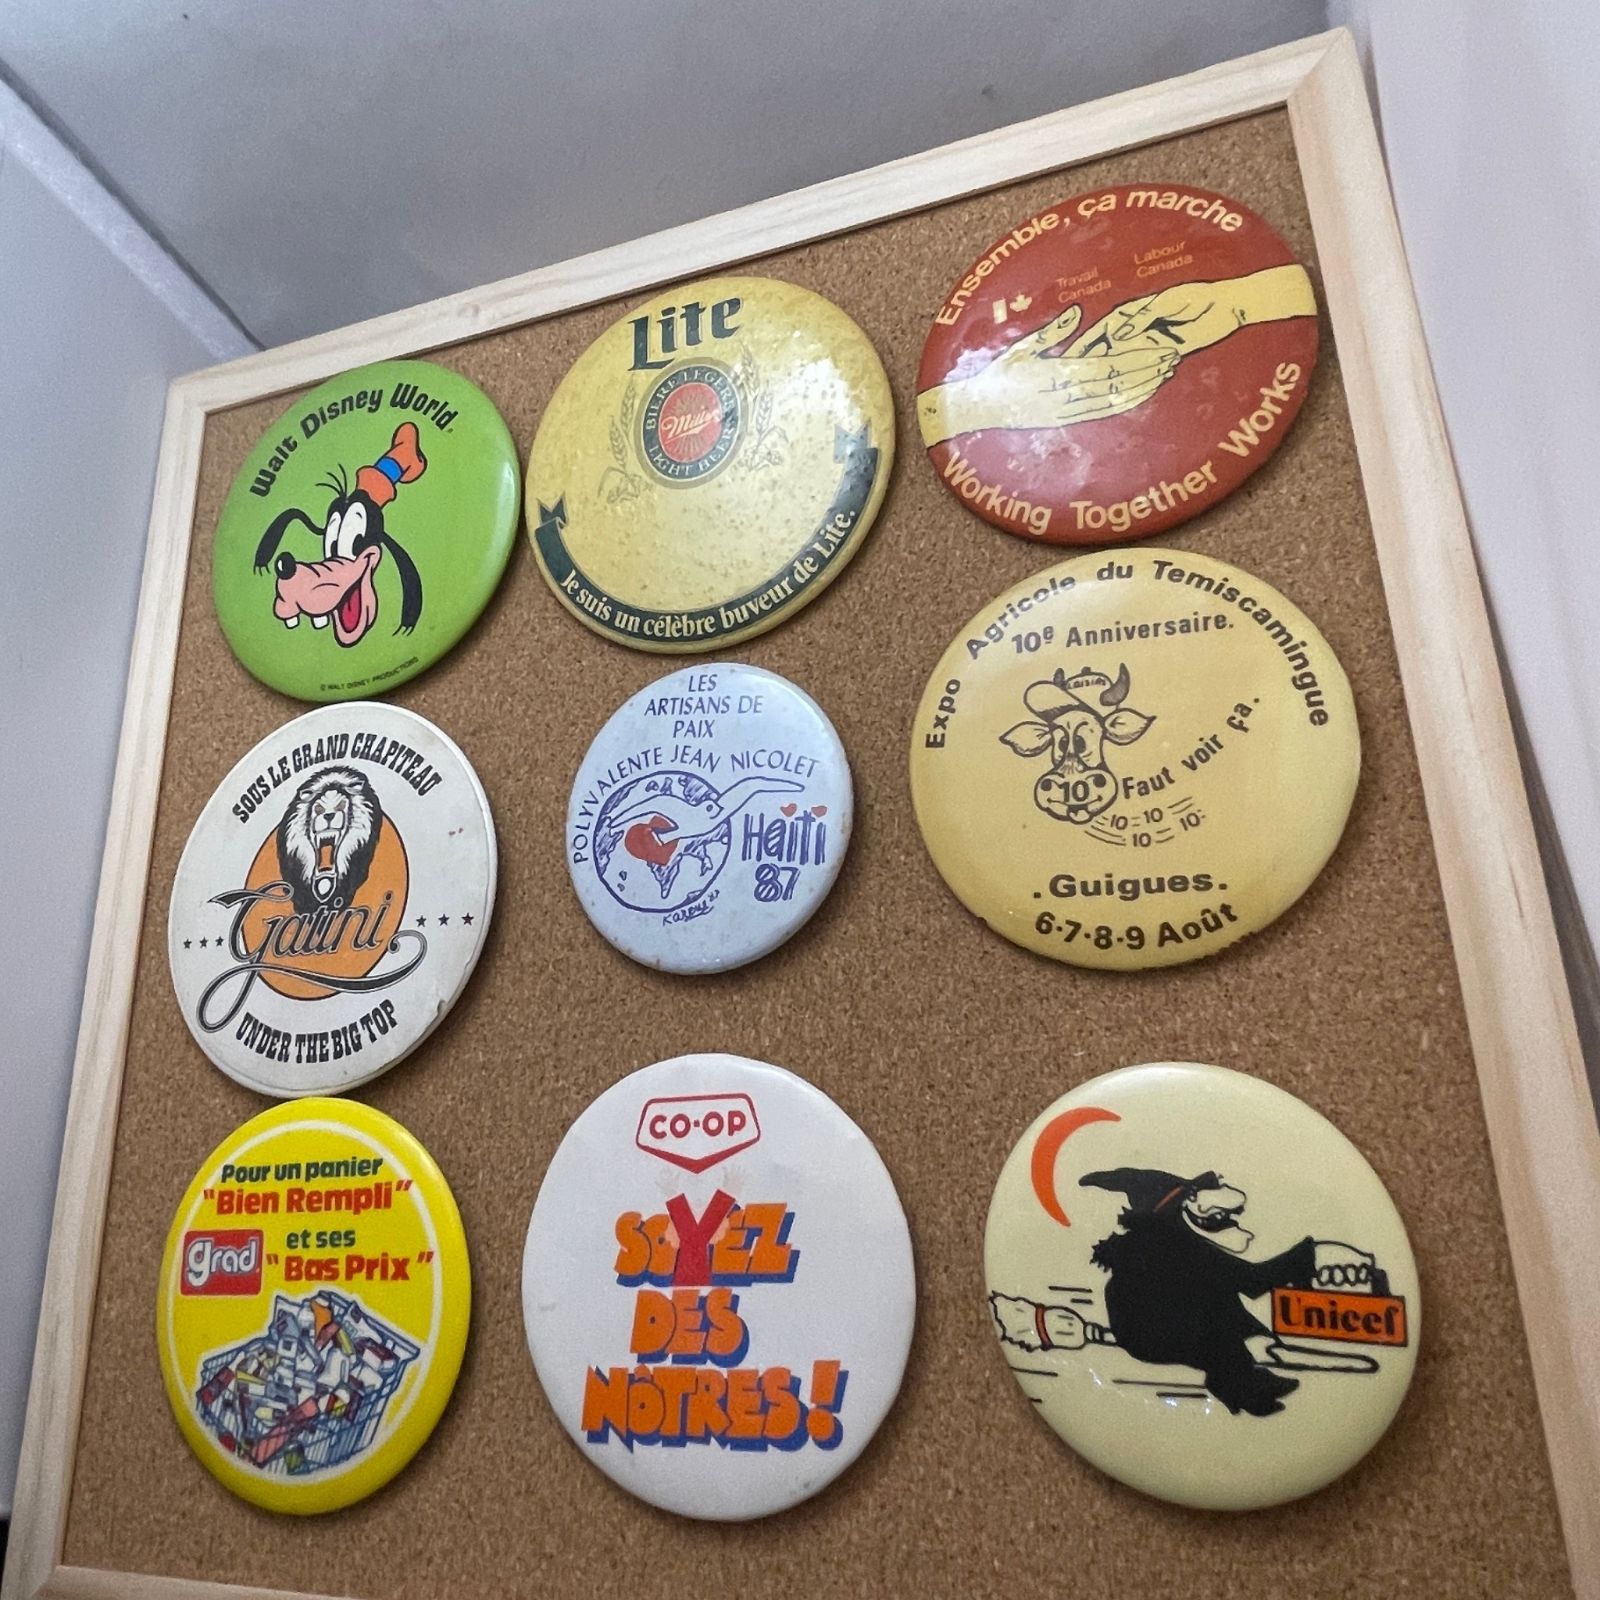 Walt Disney World.
© WALT DISNEY PRODUCTIONS
Lite
BIÈRE LÉGÈRE
Miller
LIGHT BEER
Je suis un célèbre buveur de Lite.
Ensemble, ça marche
Travail
Canada
Labour
Canada
Working Together Works
SOUS LE GRAND CHAPITEAU
Gatini
UNDER THE BIG TOP
LES
ARTISANS DE
PAIX
POLYVALENTE JEAN NICOLET
Haïti
87
Expo Agricole du Temiscamingue
10e Anniversaire.
LOISIRS
10
Faut voir ça.
10=10
10=
10=
.Guigues.
6·7·8·9 Août
Pour un panier
"Bien Rempli"
grad
et ses
"Bas Prix"
CO-OP
SOYEZ
DES
NÔTRES!
Unicef